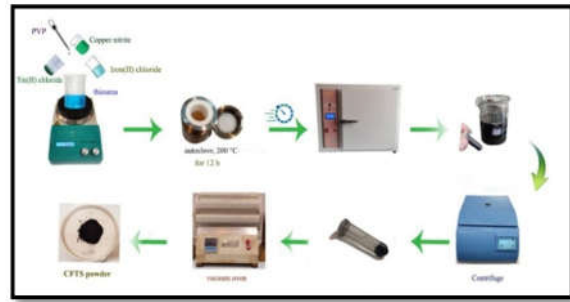 PVP
Copper nitrite
Tin(II) chloride
Iron(II) chloride
thiourea
autoclave, 200 °C
for 12 h
Centrifuge
vacuum oven
CFTS powder